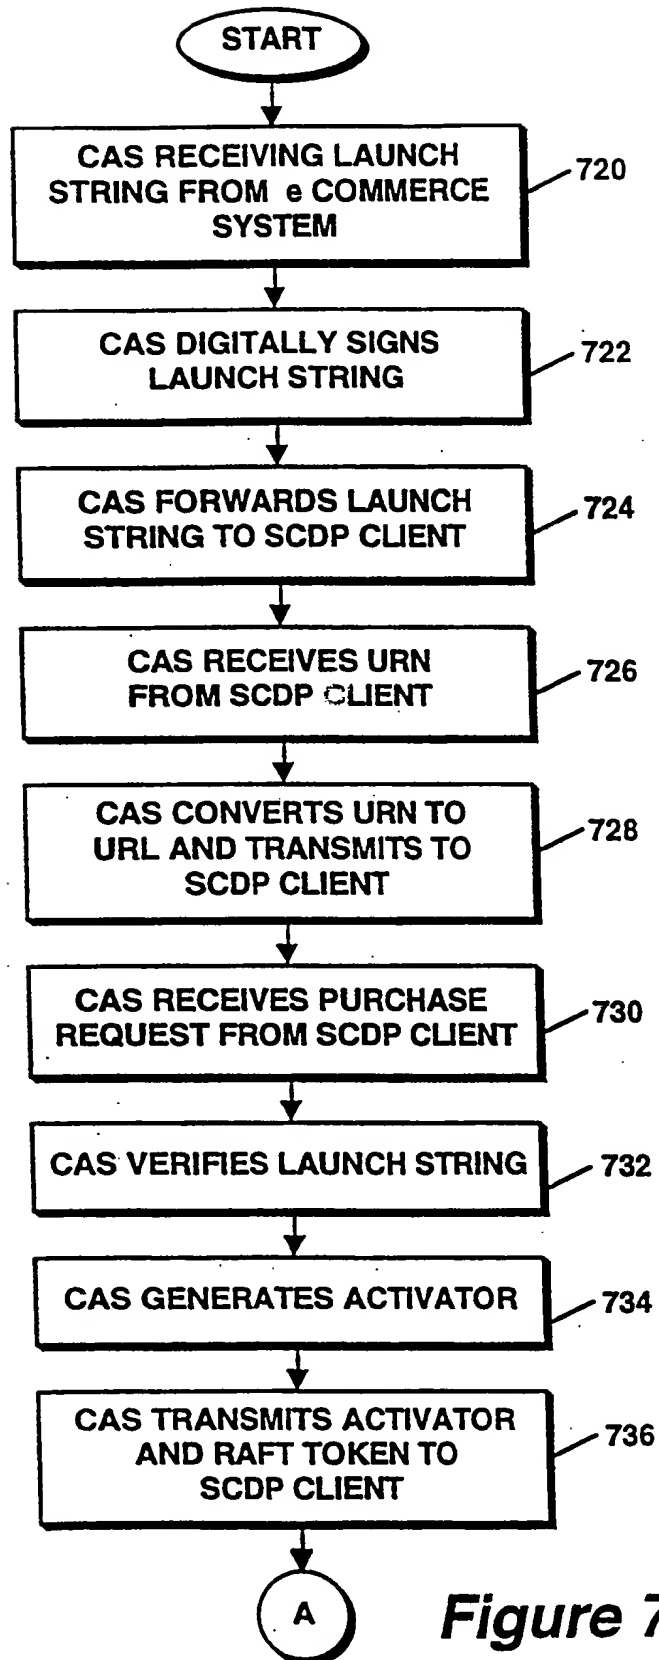 START
CAS RECEIVING LAUNCH
STRING FROM e COMMERCE
SYSTEM
720
CAS DIGITALLY SIGNS
LAUNCH STRING
722
CAS FORWARDS LAUNCH
STRING TO SCDP CLIENT
724
CAS RECEIVES URN
FROM SCDP CLIENT
726
CAS CONVERTS URN TO
URL AND TRANSMITS TO
SCDP CLIENT
728
CAS RECEIVES PURCHASE
REQUEST FROM SCDP CLIENT
730
CAS VERIFIES LAUNCH STRING
732
CAS GENERATES ACTIVATOR
734
CAS TRANSMITS ACTIVATOR
AND RAFT TOKEN TO
SCDP CLIENT
736
A
Figure 7